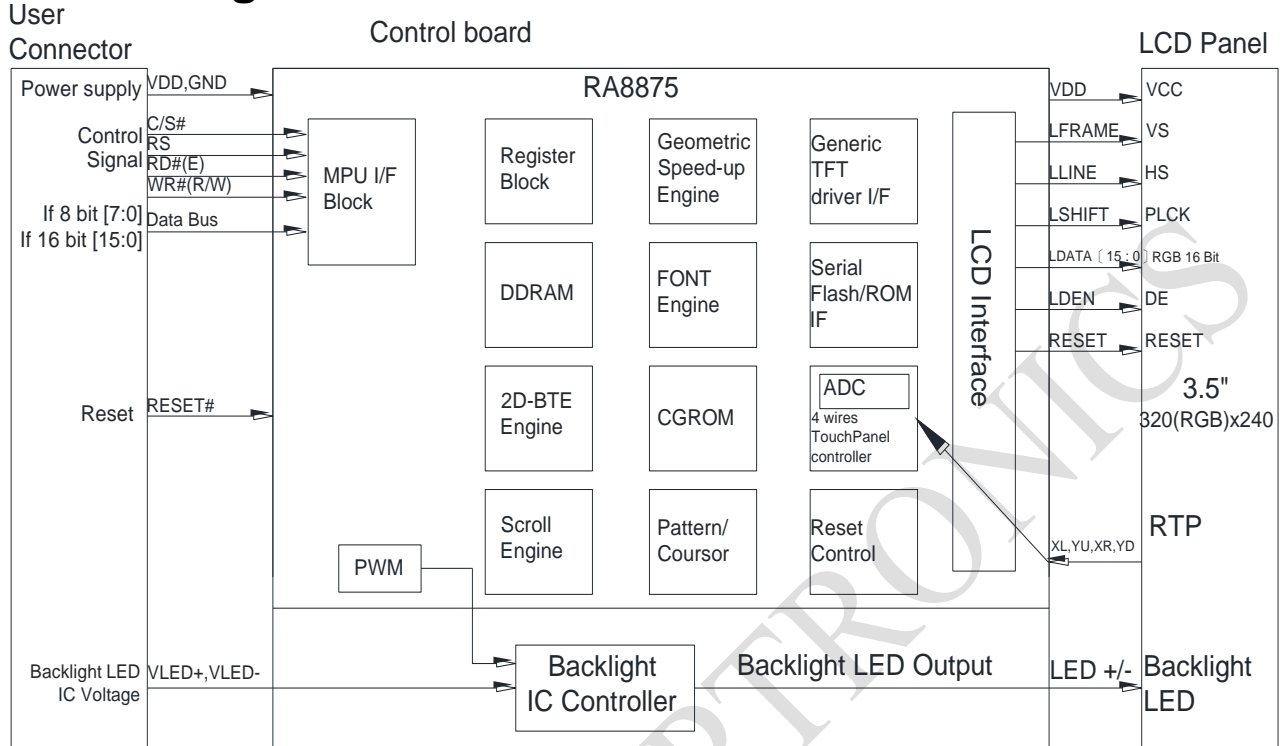 User
Connector
Control board
LCD Panel
RA8875
Power supply
VDD,GND
Control
Signal
C/S#
RS
RD#(E)
WR#(R/W)
If 8 bit [7:0]
If 16 bit [15:0]
Data Bus
MPU I/F
Block
Register
Block
Geometric
Speed-up
Engine
Generic
TFT
driver I/F
DDRAM
FONT
Engine
Serial
Flash/ROM
IF
2D-BTE
Engine
CGROM
ADC
4 wires
TouchPanel
controller
Scroll
Engine
Pattern/
Coursor
Reset
Control
LCD Interface
VDD
VCC
LFRAME
VS
LLINE
HS
LSHIFT
PLCK
LDATA〔15:0〕
RGB 16 Bit
LDEN
DE
RESET
RESET
3.5"
320(RGB)x240
RTP
XL,YU,XR,YD
Reset
RESET#
PWM
Backlight LED
IC Voltage
VLED+,VLED-
Backlight
IC Controller
Backlight LED Output
LED +/-
Backlight
LED